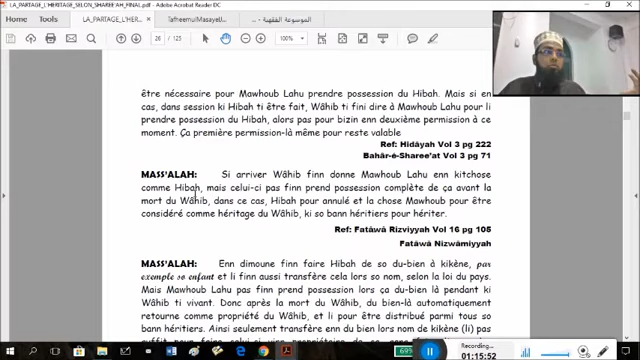 LA_PARTAGE_L'HERITAGE_SELON_SHAREE'AH_FINAL.pdf - Adobe Acrobat Reader DC
Home Tools
LA_PARTAGE_L'HER...
TafheemulMasayel...
الموسوعة الفقهية - ...
26 / 125
100%
être nécessaire pour Mawhoub Lahu prendre possession du Hibah. Mais si en
cas, dans session ki Hibah ti être fait, Wâhib ti fini dire à Mawhoub Lahu pour li
prendre possession du Hibah, alors pas pour bizin enn deuxième permission à ce
moment. Ça première permission-là même pour reste valable
Ref: Hidâyah Vol 3 pg 222
Bahâr-é-Sharee'at Vol 3 pg 71
MASS'ALAH: Si arriver Wâhib finn donne Mawhoub Lahu enn kitchose
comme Hibah, mais celui-ci pas finn prend possession complète de ça avant la
mort du Wâhib, dans ce cas, Hibah pour annulé et la chose Mawhoub pour être
considéré comme héritage du Wâhib, ki so bann héritiers pour hériter.
Ref: Fatâwâ Rizviyyah Vol 16 pg 105
Fatâwâ Nizwâmiyyah
MASS'ALAH: Enn dimoune finn faire Hibah de so du-bien à kikène, par
exemple so enfant et li finn aussi transfère cela lors so nom, selon la loi du pays.
Mais Mawhoub Lahu pas finn prend possession lors ça du-bien là pendant ki
Wâhib ti vivant. Donc après la mort du Wâhib, du bien-là automatiquement
retourne comme propriété du Wâhib, et li pour être distribué parmi tous so
bann héritiers. Ainsi seulement transfère enn du bien lors nom de kikène (li) pas
69%
Recording...
01:15:52